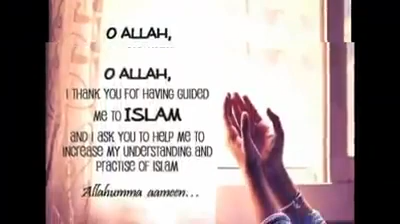 O ALLAH,
O ALLAH,
I THANK YOU FOR HAVING GUIDED
ME TO ISLAM
AND I ASK YOU TO HELP ME TO
INCREASE MY UNDERSTANDING AND
PRACTISE OF ISLAM
Allahumma aameen...